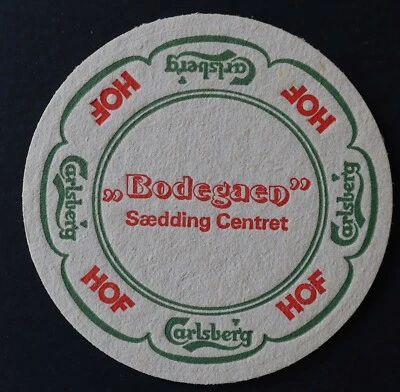 Carlsberg
HOF
HOF
„Bodegaen”
Sædding Centret
Carlsberg
Carlsberg
HOF
HOF
Carlsberg